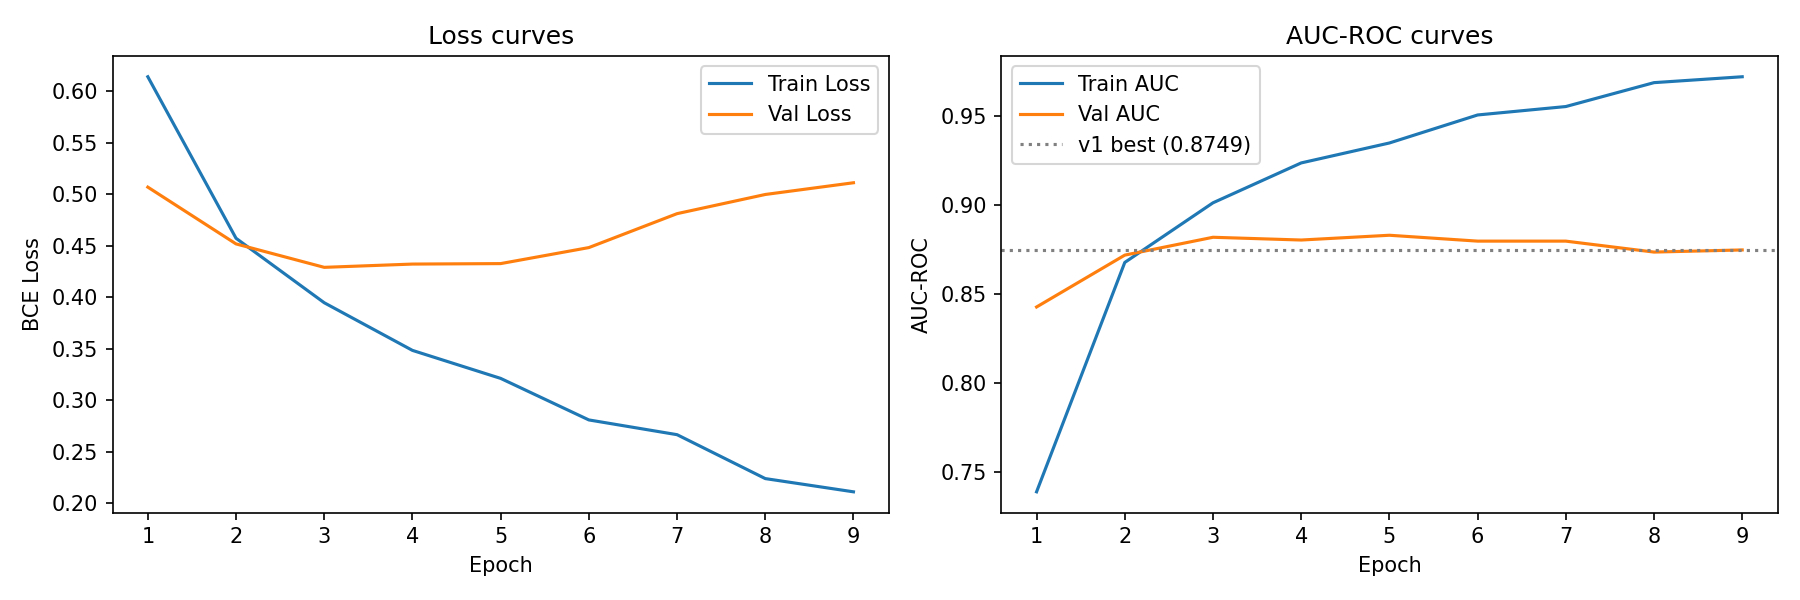 Loss curves
Train Loss
Val Loss
BCE Loss
0.60
0.55
0.50
0.45
0.40
0.35
0.30
0.25
0.20
1 2 3 4 5 6 7 8 9
Epoch
AUC-ROC curves
Train AUC
Val AUC
v1 best (0.8749)
AUC-ROC
0.95
0.90
0.85
0.80
0.75
1 2 3 4 5 6 7 8 9
Epoch